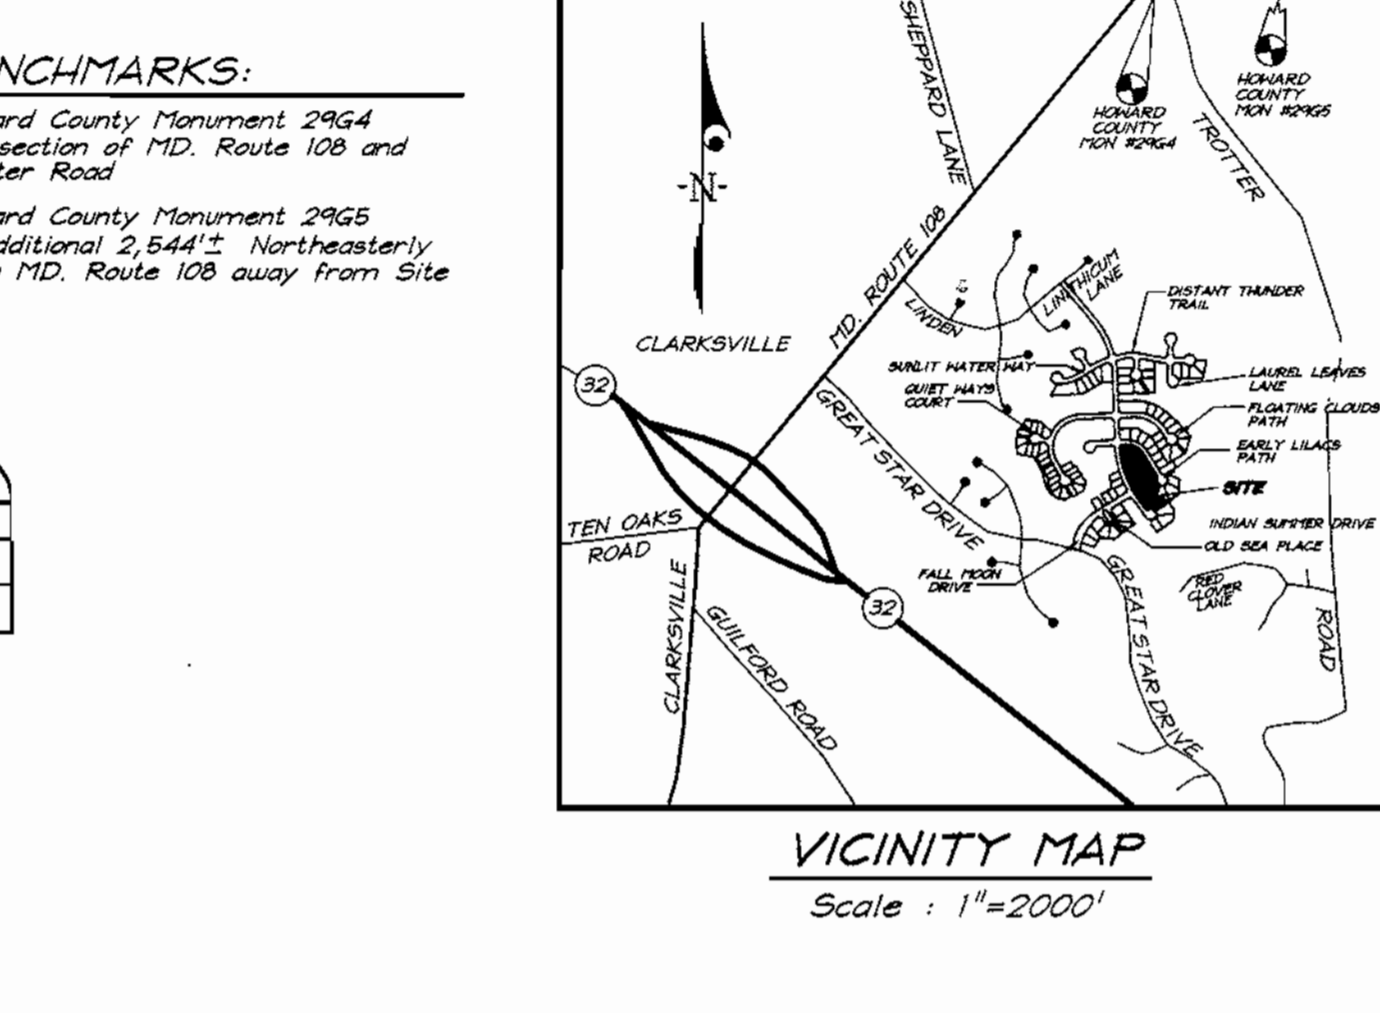 NCHMARKS:
ard County Monument 29G4
section of MD. Route 108 and
ter Road
ard County Monument 29G5
dditional 2,544'± Northeasterly
MD. Route 108 away from Site
SHEPPARD LANE
HOWARD
COUNTY
MON #29G4
HOWARD
COUNTY
MON #29G5
TROTTER
-N-
MD. ROUTE 108
CLARKSVILLE
LINDEN
LINTHICUM
LANE
DISTANT THUNDER
TRAIL
SUNLIT WATER WAY
QUIET WAYS
COURT
LAUREL LEAVES
LANE
FLOATING CLOUDS
PATH
EARLY LILACS
PATH
SITE
INDIAN SUMMER DRIVE
OLD SEA PLACE
32
GREAT STAR DRIVE
TEN OAKS
ROAD
FALL MOON
DRIVE
RED
CLOVER
LANE
32
CLARKSVILLE
GUILFORD ROAD
GREAT STAR DRIVE
ROAD
VICINITY MAP
Scale : 1"=2000'